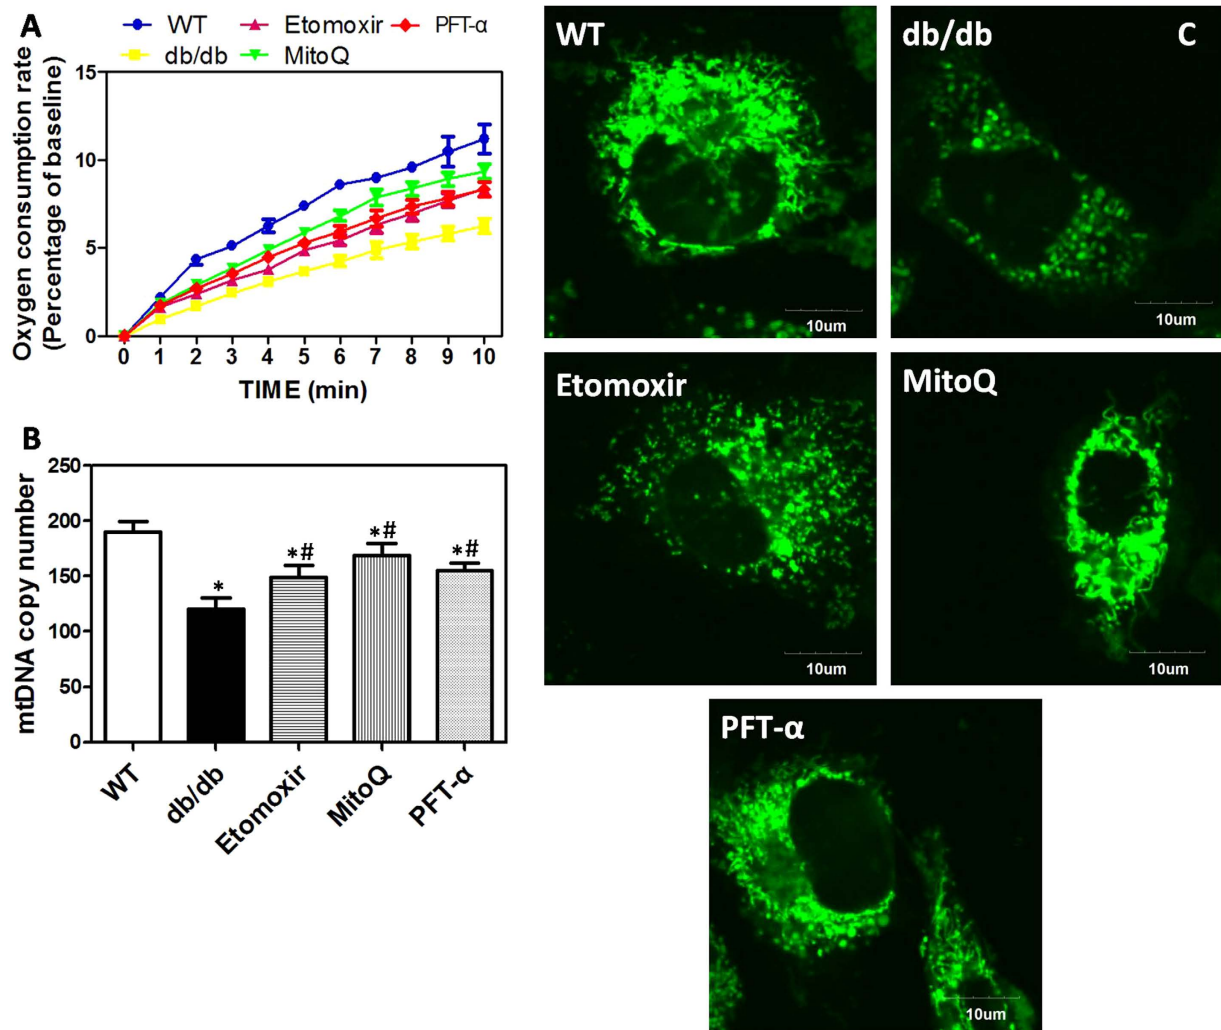 A
WT
Etomoxir
PFT-α
db/db
MitoQ
Oxygen consumption rate
(Percentage of baseline)
15
10
5
0
0 1 2 3 4 5 6 7 8 9 10
TIME (min)
B
mtDNA copy number
250
200
150
100
50
0
*
*#
*#
*#
WT
db/db
Etomoxir
MitoQ
PFT-α
WT
10um
db/db
C
10um
Etomoxir
10um
MitoQ
10um
PFT-α
10um